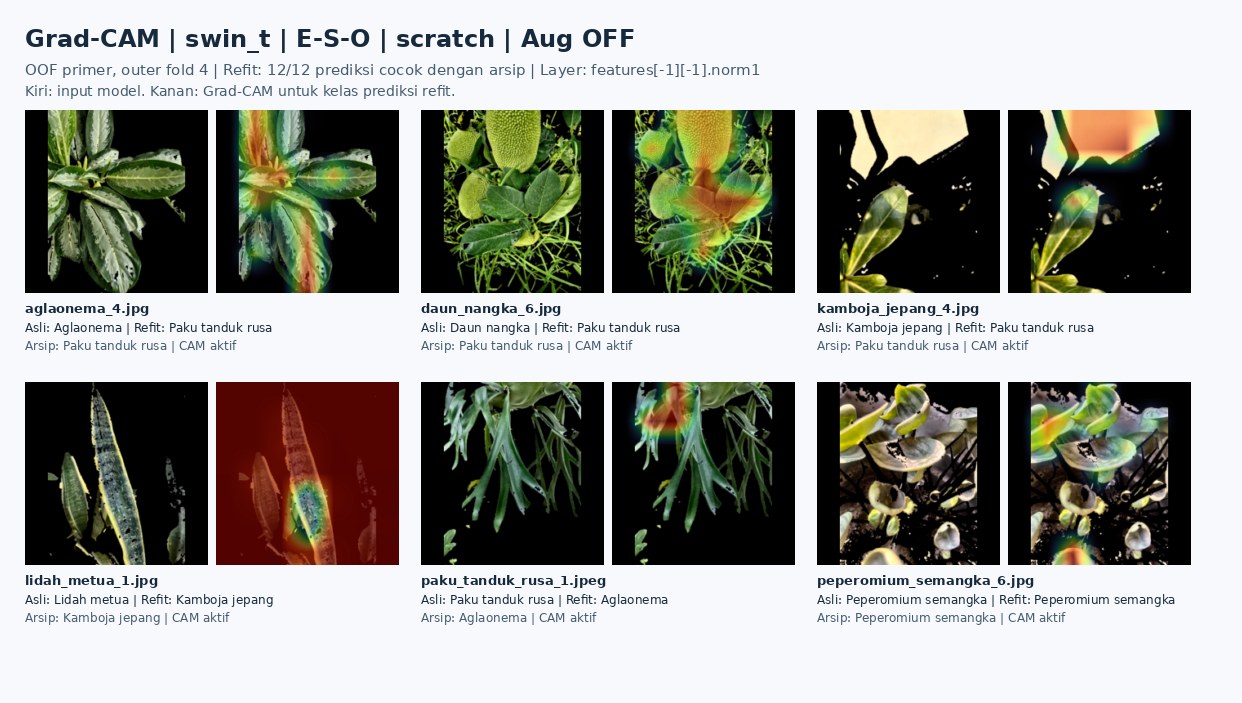 Grad-CAM | swin_t | E-S-O | scratch | Aug OFF
OOF primer, outer fold 4 | Refit: 12/12 prediksi cocok dengan arsip | Layer: features[-1][-1].norm1
Kiri: input model. Kanan: Grad-CAM untuk kelas prediksi refit.
aglaonema_4.jpg
Asli: Aglaonema | Refit: Paku tanduk rusa
Arsip: Paku tanduk rusa | CAM aktif
daun_nangka_6.jpg
Asli: Daun nangka | Refit: Paku tanduk rusa
Arsip: Paku tanduk rusa | CAM aktif
kamboja_jepang_4.jpg
Asli: Kamboja jepang | Refit: Paku tanduk rusa
Arsip: Paku tanduk rusa | CAM aktif
lidah_metua_1.jpg
Asli: Lidah metua | Refit: Kamboja jepang
Arsip: Kamboja jepang | CAM aktif
paku_tanduk_rusa_1.jpeg
Asli: Paku tanduk rusa | Refit: Aglaonema
Arsip: Aglaonema | CAM aktif
peperomium_semangka_6.jpg
Asli: Peperomium semangka | Refit: Peperomium semangka
Arsip: Peperomium semangka | CAM aktif